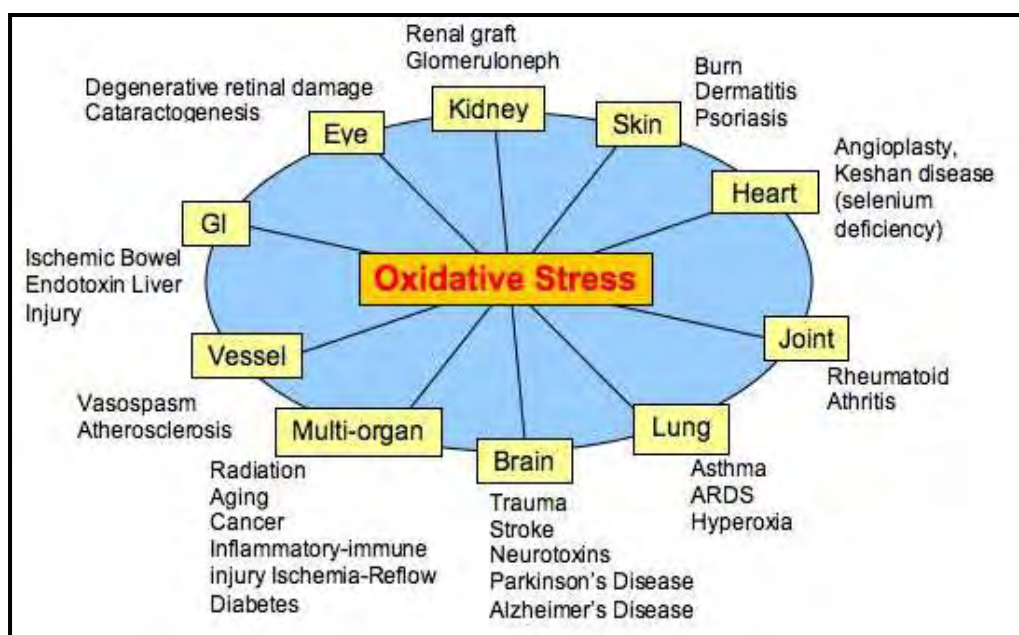 Renal graft
Glomeruloneph
Kidney
Burn
Dermatitis
Psoriasis
Skin
Degenerative retinal damage
Cataractogenesis
Eye
Angioplasty,
Keshan disease
(selenium
deficiency)
Heart
GI
Ischemic Bowel
Endotoxin Liver
Injury
Oxidative Stress
Joint
Rheumatoid
Athritis
Vessel
Vasospasm
Atherosclerosis
Multi-organ
Radiation
Aging
Cancer
Inflammatory-immune
injury Ischemia-Reflow
Diabetes
Brain
Trauma
Stroke
Neurotoxins
Parkinson's Disease
Alzheimer's Disease
Lung
Asthma
ARDS
Hyperoxia